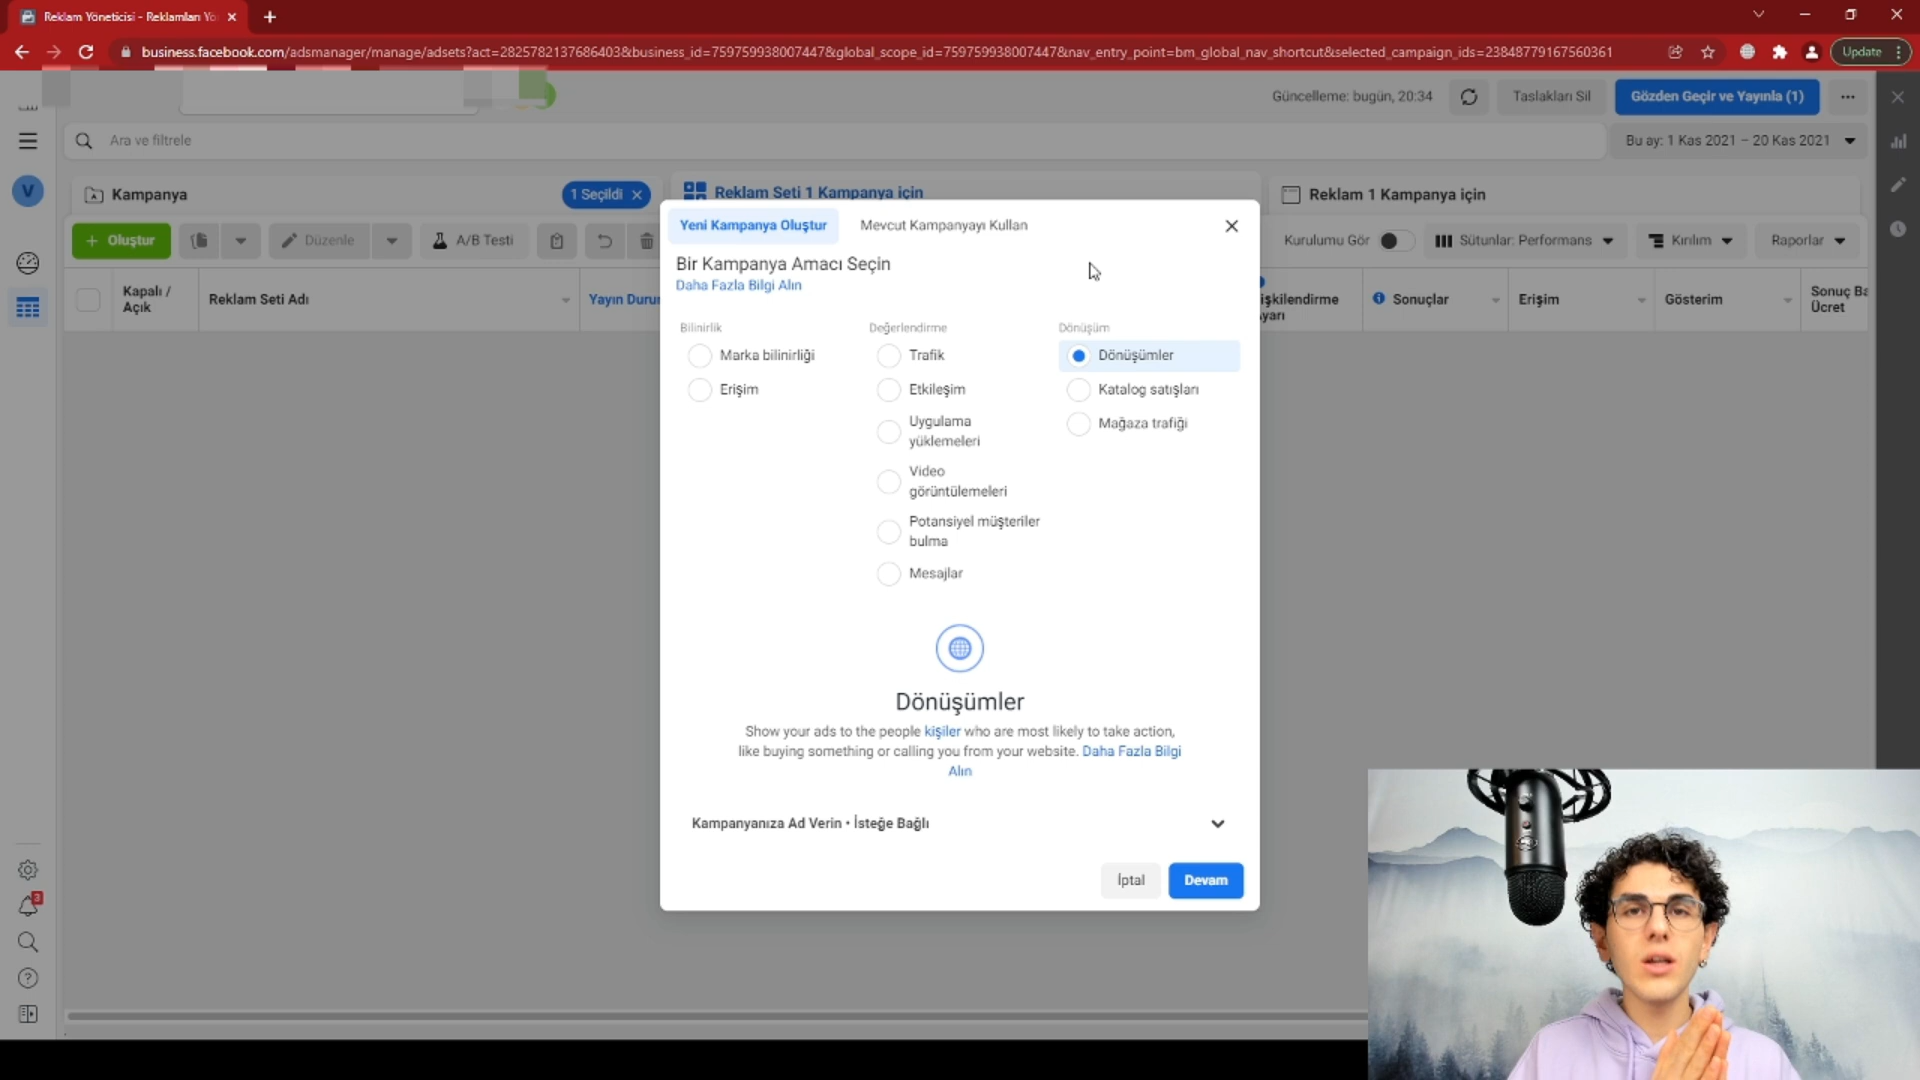 Reklam Yöneticisi - Reklamları Yö
business.facebook.com/adsmanager/manage/adsets?act=2825782137686403&business_id=759759938007447&global_scope_id=759759938007447&nav_entry_point=bm_global_nav_shortcut&selected_campaign_ids=23848779167560361
Update
Güncelleme: bugün, 20:34
Taslakları Sil
Gözden Geçir ve Yayınla (1)
Ara ve filtrele
Bu ay: 1 Kas 2021 – 20 Kas 2021
V
Kampanya
1 Seçildi
Reklam Seti 1 Kampanya için
Reklam 1 Kampanya için
+ Oluştur
Düzenle
A/B Testi
Kurulumu Gör
Sütunlar: Performans
Kırılım
Raporlar
Kapalı /
Açık
Reklam Seti Adı
Yayın Durur
işkilendirme
yarı
Sonuçlar
Erişim
Gösterim
Sonuç Ba
Ücret
Yeni Kampanya Oluştur
Mevcut Kampanyayı Kullan
Bir Kampanya Amacı Seçin
Daha Fazla Bilgi Alın
Bilinirlik
Marka bilinirliği
Erişim
Değerlendirme
Trafik
Etkileşim
Uygulama
yüklemeleri
Video
görüntülemeleri
Potansiyel müşteriler
bulma
Mesajlar
Dönüşüm
Dönüşümler
Katalog satışları
Mağaza trafiği
Dönüşümler
Show your ads to the people kişiler who are most likely to take action,
like buying something or calling you from your website. Daha Fazla Bilgi
Alın
Kampanyanıza Ad Verin • İsteğe Bağlı
İptal
Devam
3